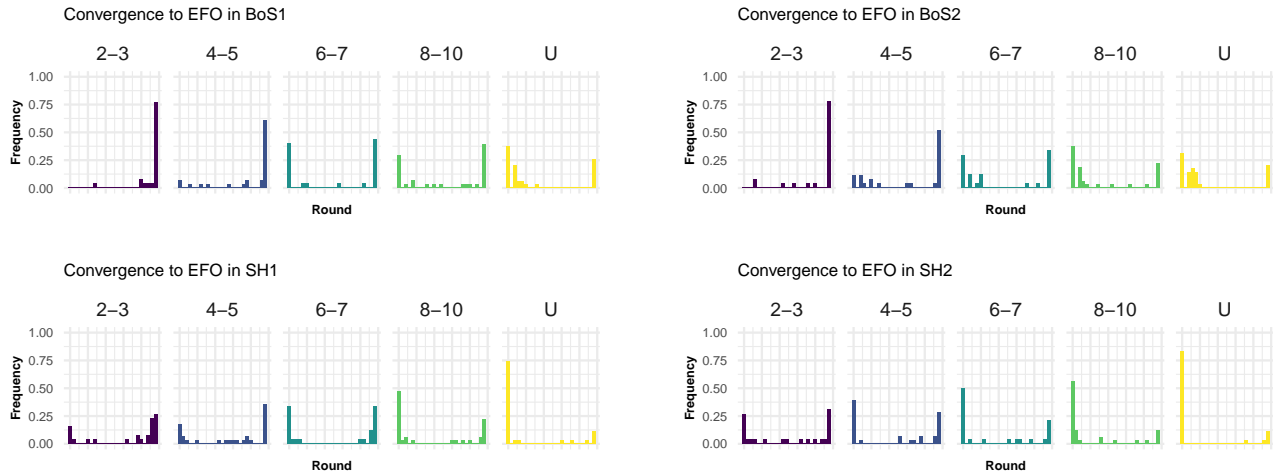 Convergence to EFO in BoS1
2–3 4–5 6–7 8–10 U
1.00
0.75
0.50
0.25
0.00
Frequency
Round
Convergence to EFO in BoS2
2–3 4–5 6–7 8–10 U
1.00
0.75
0.50
0.25
0.00
Frequency
Round
Convergence to EFO in SH1
2–3 4–5 6–7 8–10 U
1.00
0.75
0.50
0.25
0.00
Frequency
Round
Convergence to EFO in SH2
2–3 4–5 6–7 8–10 U
1.00
0.75
0.50
0.25
0.00
Frequency
Round